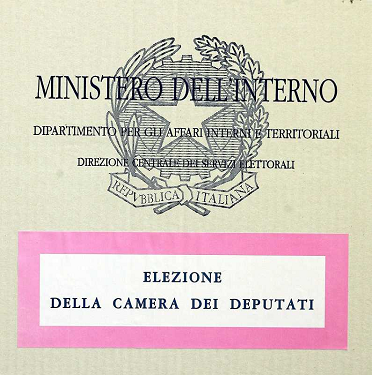 MINISTERO DELL'INTERNO
DIPARTIMENTO PER GLI AFFARI INTERNI E TERRITORIALI
DIREZIONE CENTRALE DEI SERVIZI ELETTORALI
REPVBBLICA ITALIANA
ELEZIONE
DELLA CAMERA DEI DEPUTATI